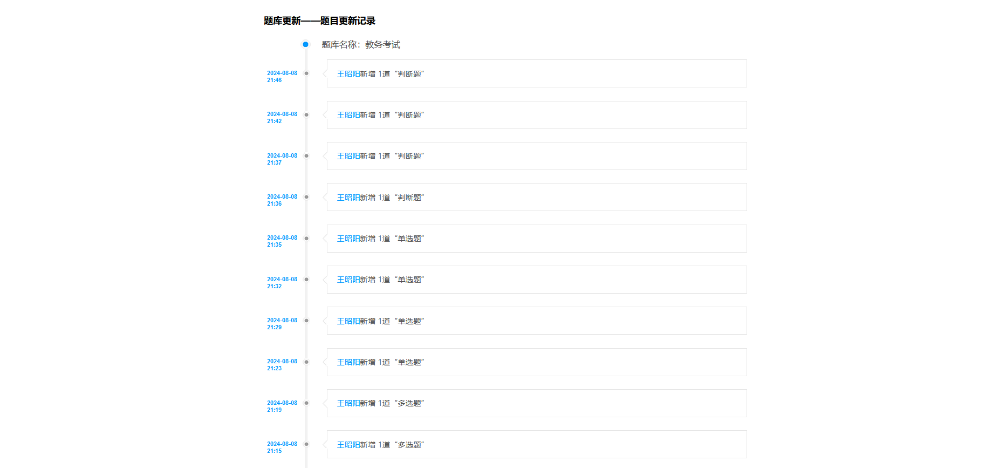 题库更新——题目更新记录
题库名称：教务考试
2024-08-08
21:46
王昭阳新增 1道“判断题”
2024-08-08
21:42
王昭阳新增 1道“判断题”
2024-08-08
21:37
王昭阳新增 1道“判断题”
2024-08-08
21:36
王昭阳新增 1道“判断题”
2024-08-08
21:35
王昭阳新增 1道“单选题”
2024-08-08
21:32
王昭阳新增 1道“单选题”
2024-08-08
21:29
王昭阳新增 1道“单选题”
2024-08-08
21:23
王昭阳新增 1道“单选题”
2024-08-08
21:19
王昭阳新增 1道“多选题”
2024-08-08
21:15
王昭阳新增 1道“多选题”